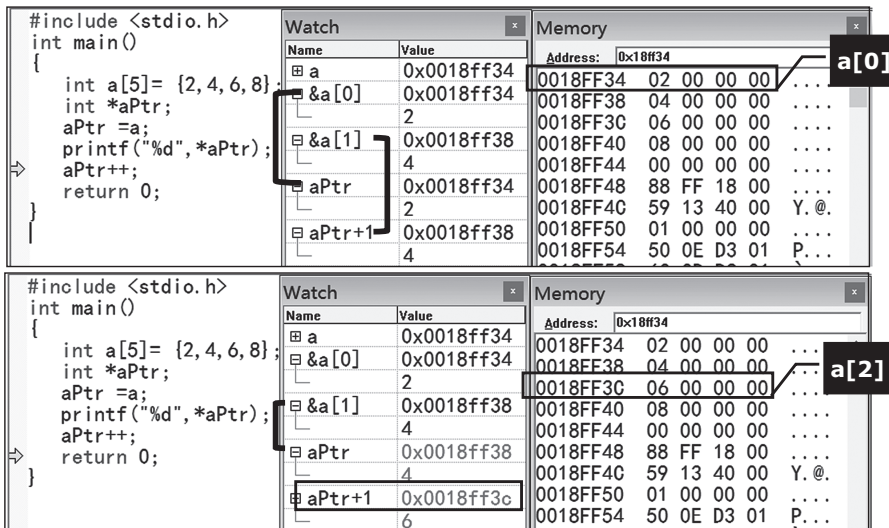 #include <stdio.h>
int main()
{
int a[5]= {2,4,6,8};
int *aPtr;
aPtr =a;
printf("%d",*aPtr);
aPtr++;
return 0;
}
Watch x
Name Value
a 0x0018ff34
&a[0] 0x0018ff34
2
&a[1] 0x0018ff38
4
aPtr 0x0018ff34
2
aPtr+1 0x0018ff38
4
Memory x
Address: 0x18ff34
0018FF34 02 00 00 00 ....
0018FF38 04 00 00 00 ....
0018FF3C 06 00 00 00 ....
0018FF40 08 00 00 00 ....
0018FF44 00 00 00 00 ....
0018FF48 88 FF 18 00 ....
0018FF4C 59 13 40 00 Y.@.
0018FF50 01 00 00 00 ....
0018FF54 50 0E D3 01 P...
a[0]
#include <stdio.h>
int main()
{
int a[5]= {2,4,6,8};
int *aPtr;
aPtr =a;
printf("%d",*aPtr);
aPtr++;
return 0;
}
Watch x
Name Value
a 0x0018ff34
&a[0] 0x0018ff34
2
&a[1] 0x0018ff38
4
aPtr 0x0018ff38
4
aPtr+1 0x0018ff3c
6
Memory x
Address: 0x18ff34
0018FF34 02 00 00 00 ....
0018FF38 04 00 00 00 ....
0018FF3C 06 00 00 00 ....
0018FF40 08 00 00 00 ....
0018FF44 00 00 00 00 ....
0018FF48 88 FF 18 00 ....
0018FF4C 59 13 40 00 Y.@.
0018FF50 01 00 00 00 ....
0018FF54 50 0E D3 01 P...
a[2]